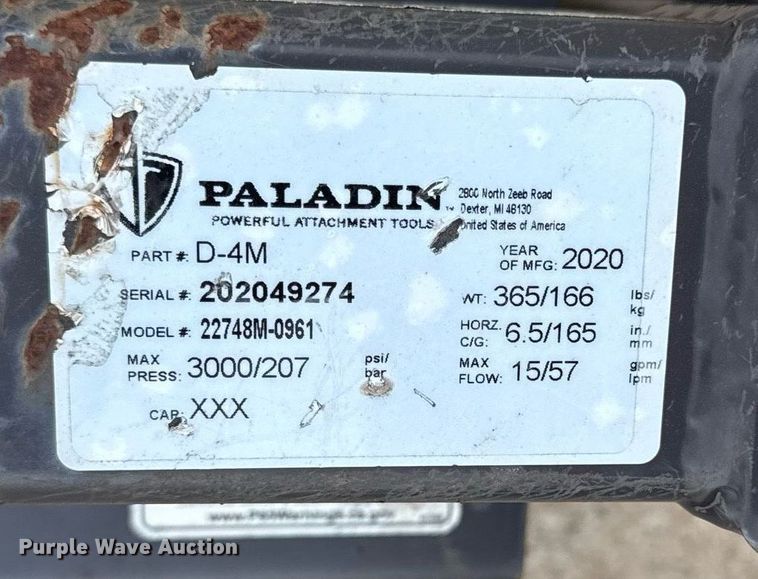 PALADIN
POWERFUL ATTACHMENT TOOLS
2800 North Zeeb Road
Dexter, MI 48130
United States of America
PART #: D-4M
YEAR OF MFG: 2020
SERIAL #: 202049274
WT: 365/166 lbs/ kg
MODEL #: 22748M-0961
HORZ. C/G: 6.5/165 in./ mm
MAX PRESS: 3000/207 psi/ bar
MAX FLOW: 15/57 gpm/ lpm
CAP: XXX
Purple Wave Auction